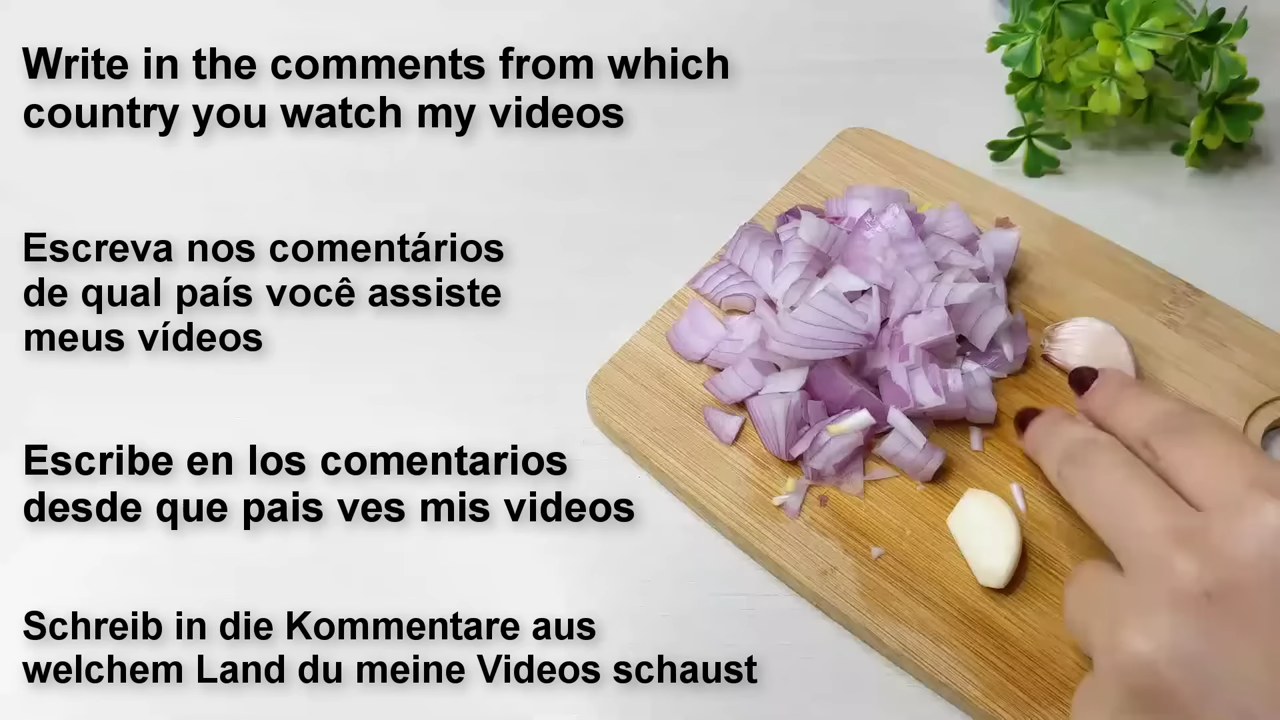 Write in the comments from which
country you watch my videos
Escreva nos comentários
de qual país você assiste
meus vídeos
Escribe en los comentarios
desde que pais ves mis videos
Schreib in die Kommentare aus
welchem Land du meine Videos schaust